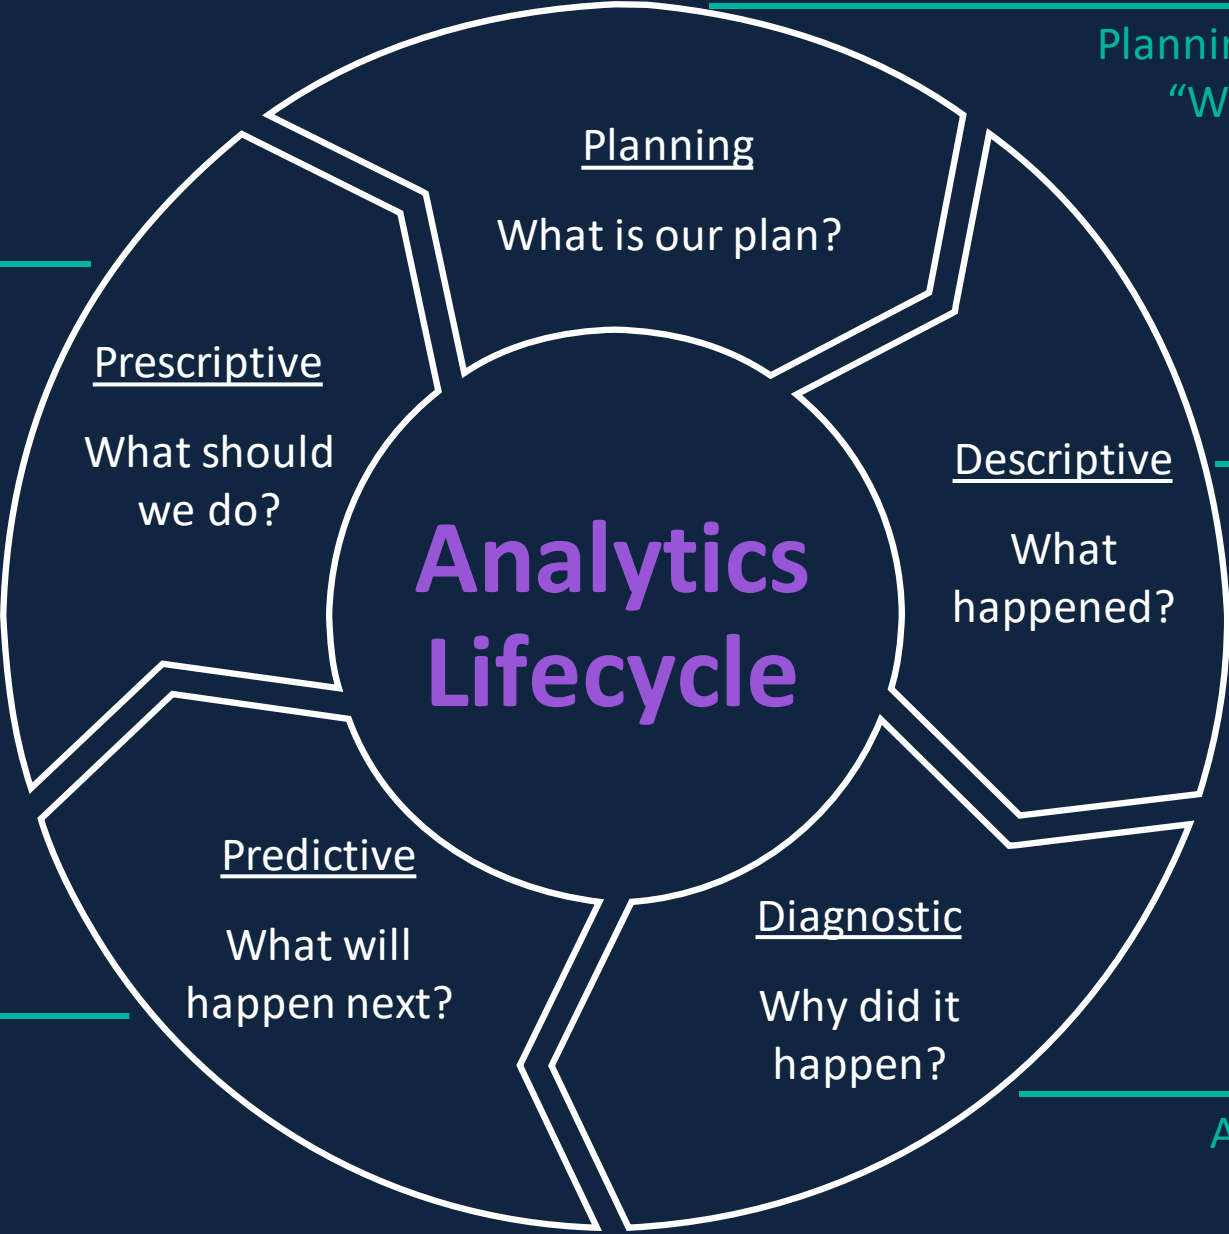 Planning
What is our plan?
Descriptive
What
happened?
Diagnostic
Why did it
happen?
Predictive
What will
happen next?
Prescriptive
What should
we do?
Analytics
Lifecycle